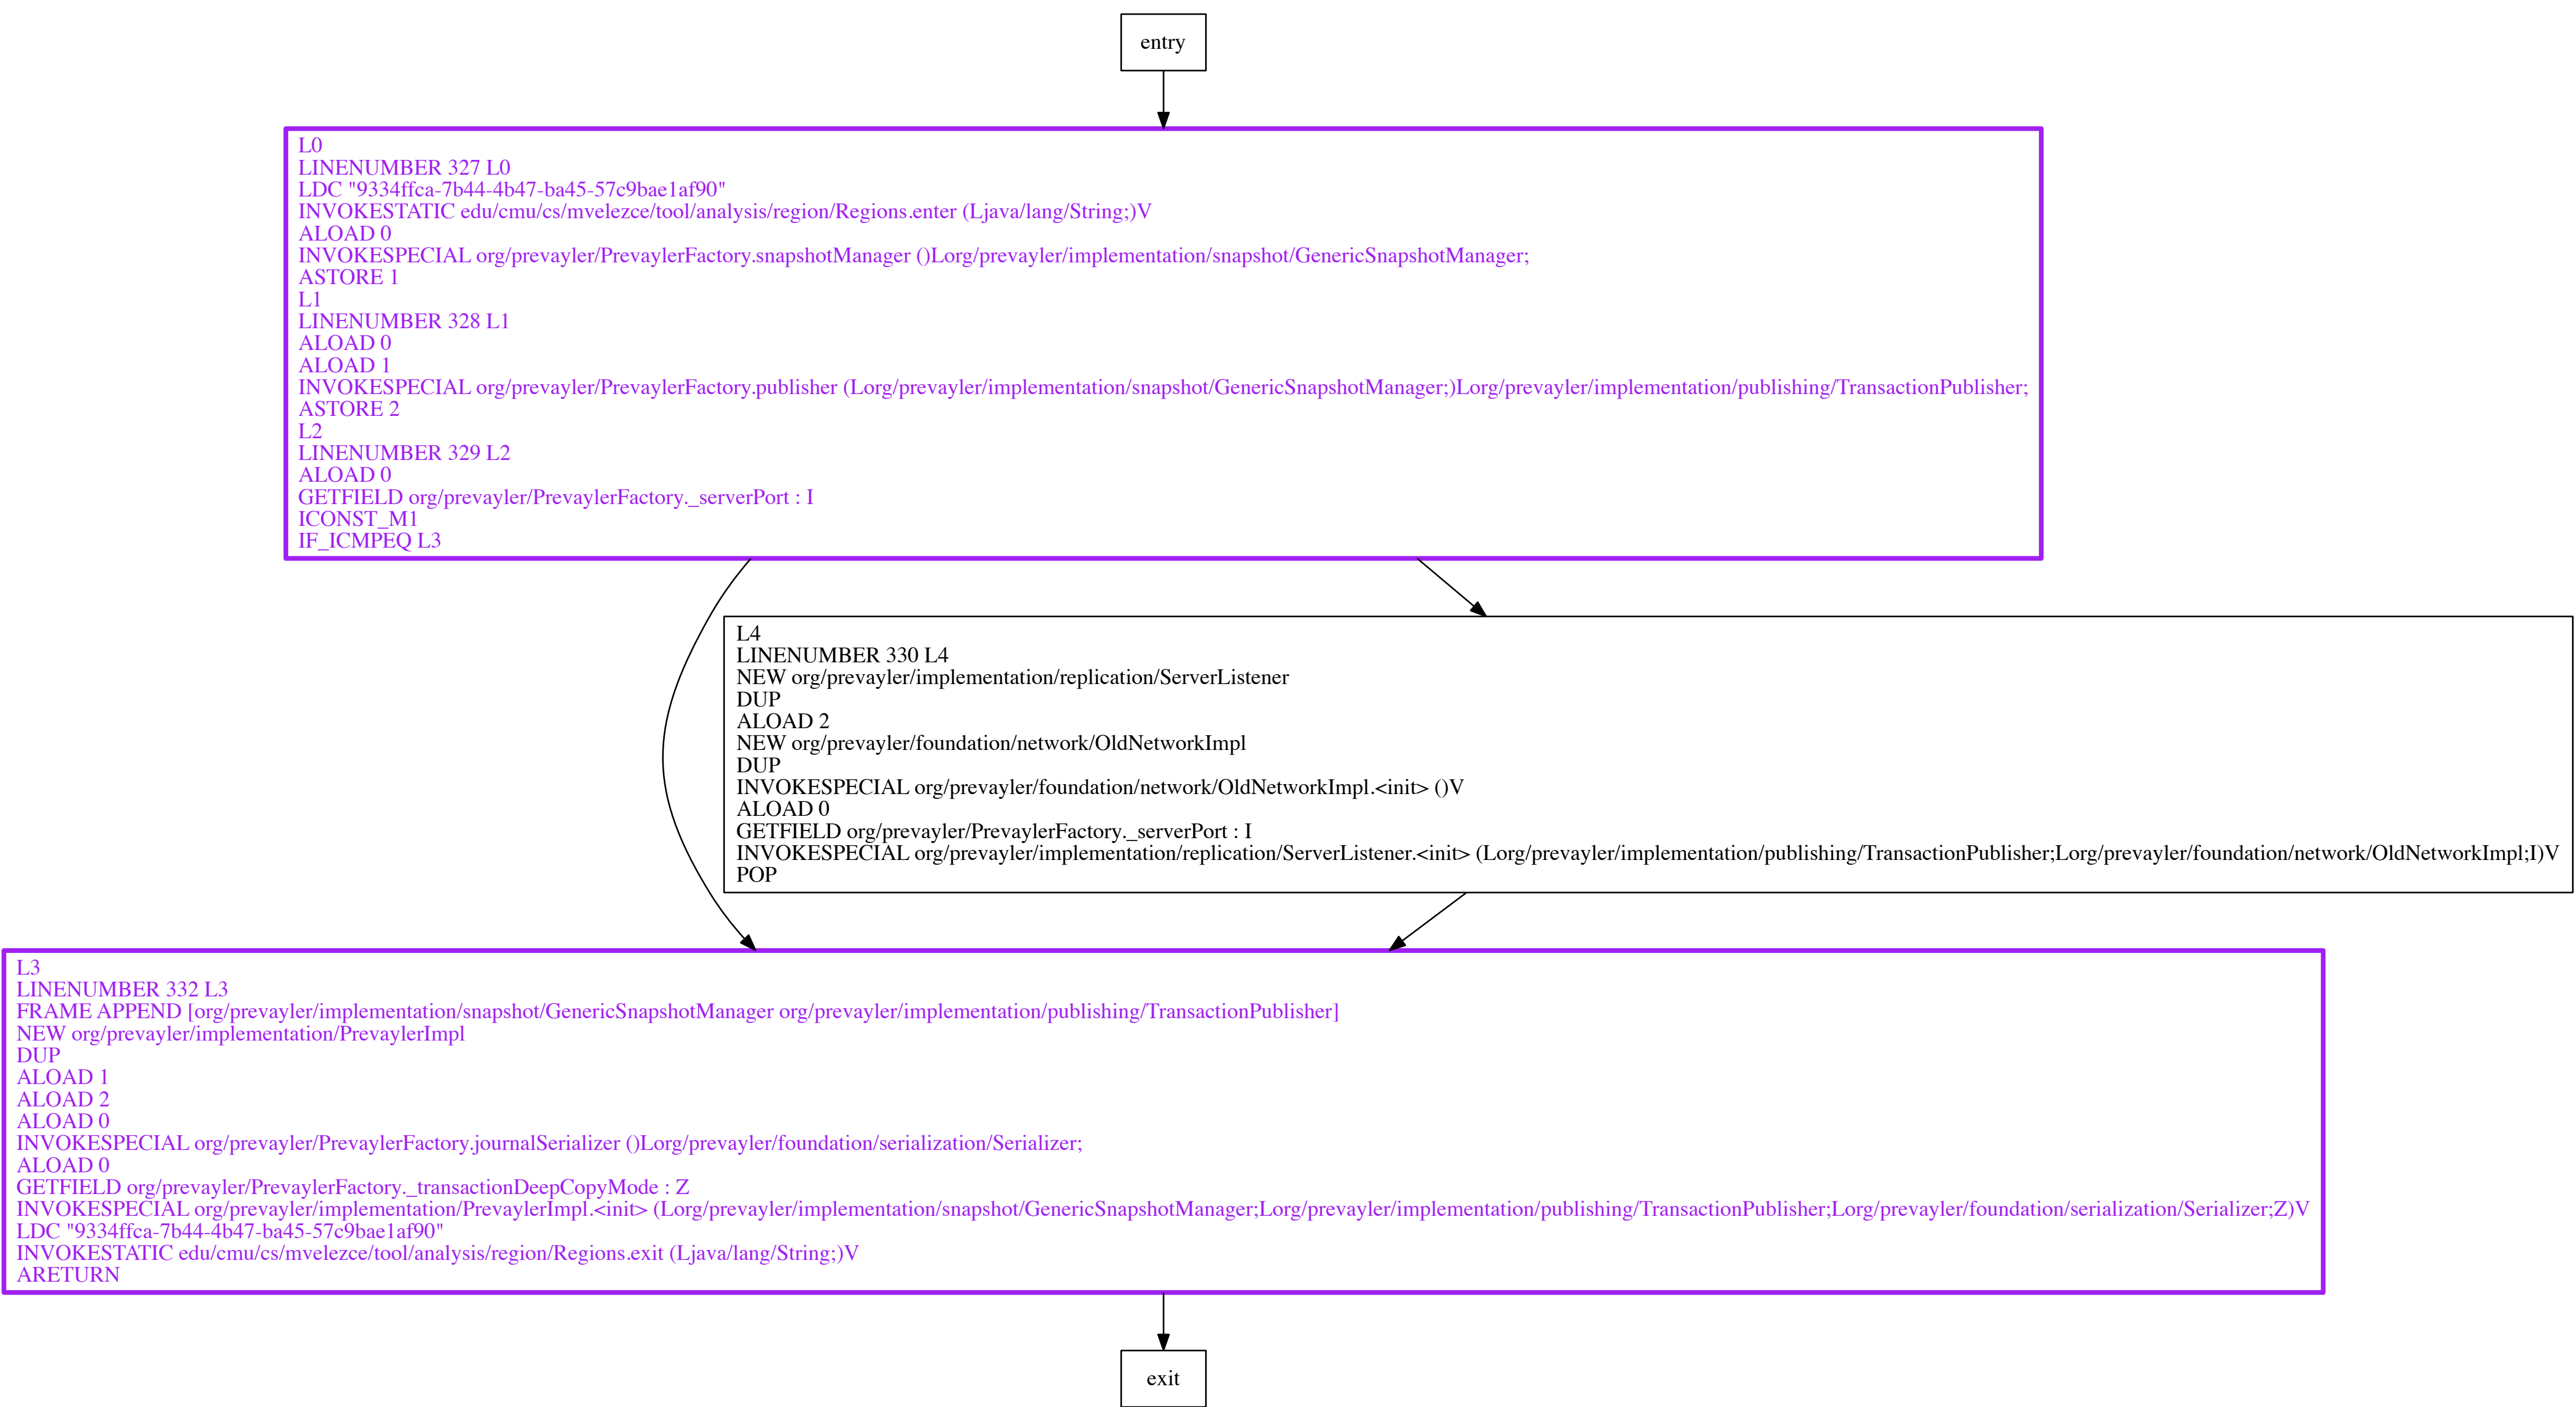 entry
L0
LINENUMBER 327 L0
LDC "9334ffca-7b44-4b47-ba45-57c9bae1af90"
INVOKESTATIC edu/cmu/cs/mvelezce/tool/analysis/region/Regions.enter (Ljava/lang/String;)V
ALOAD 0
INVOKESPECIAL org/prevayler/PrevaylerFactory.snapshotManager ()Lorg/prevayler/implementation/snapshot/GenericSnapshotManager;
ASTORE 1
L1
LINENUMBER 328 L1
ALOAD 0
ALOAD 1
INVOKESPECIAL org/prevayler/PrevaylerFactory.publisher (Lorg/prevayler/implementation/snapshot/GenericSnapshotManager;)Lorg/prevayler/implementation/publishing/TransactionPublisher;
ASTORE 2
L2
LINENUMBER 329 L2
ALOAD 0
GETFIELD org/prevayler/PrevaylerFactory._serverPort : I
ICONST_M1
IF_ICMPEQ L3
L4
LINENUMBER 330 L4
NEW org/prevayler/implementation/replication/ServerListener
DUP
ALOAD 2
NEW org/prevayler/foundation/network/OldNetworkImpl
DUP
INVOKESPECIAL org/prevayler/foundation/network/OldNetworkImpl.<init> ()V
ALOAD 0
GETFIELD org/prevayler/PrevaylerFactory._serverPort : I
INVOKESPECIAL org/prevayler/implementation/replication/ServerListener.<init> (Lorg/prevayler/implementation/publishing/TransactionPublisher;Lorg/prevayler/foundation/network/OldNetworkImpl;I)V
POP
L3
LINENUMBER 332 L3
FRAME APPEND [org/prevayler/implementation/snapshot/GenericSnapshotManager org/prevayler/implementation/publishing/TransactionPublisher]
NEW org/prevayler/implementation/PrevaylerImpl
DUP
ALOAD 1
ALOAD 2
ALOAD 0
INVOKESPECIAL org/prevayler/PrevaylerFactory.journalSerializer ()Lorg/prevayler/foundation/serialization/Serializer;
ALOAD 0
GETFIELD org/prevayler/PrevaylerFactory._transactionDeepCopyMode : Z
INVOKESPECIAL org/prevayler/implementation/PrevaylerImpl.<init> (Lorg/prevayler/implementation/snapshot/GenericSnapshotManager;Lorg/prevayler/implementation/publishing/TransactionPublisher;Lorg/prevayler/foundation/serialization/Serializer;Z)V
LDC "9334ffca-7b44-4b47-ba45-57c9bae1af90"
INVOKESTATIC edu/cmu/cs/mvelezce/tool/analysis/region/Regions.exit (Ljava/lang/String;)V
ARETURN
exit